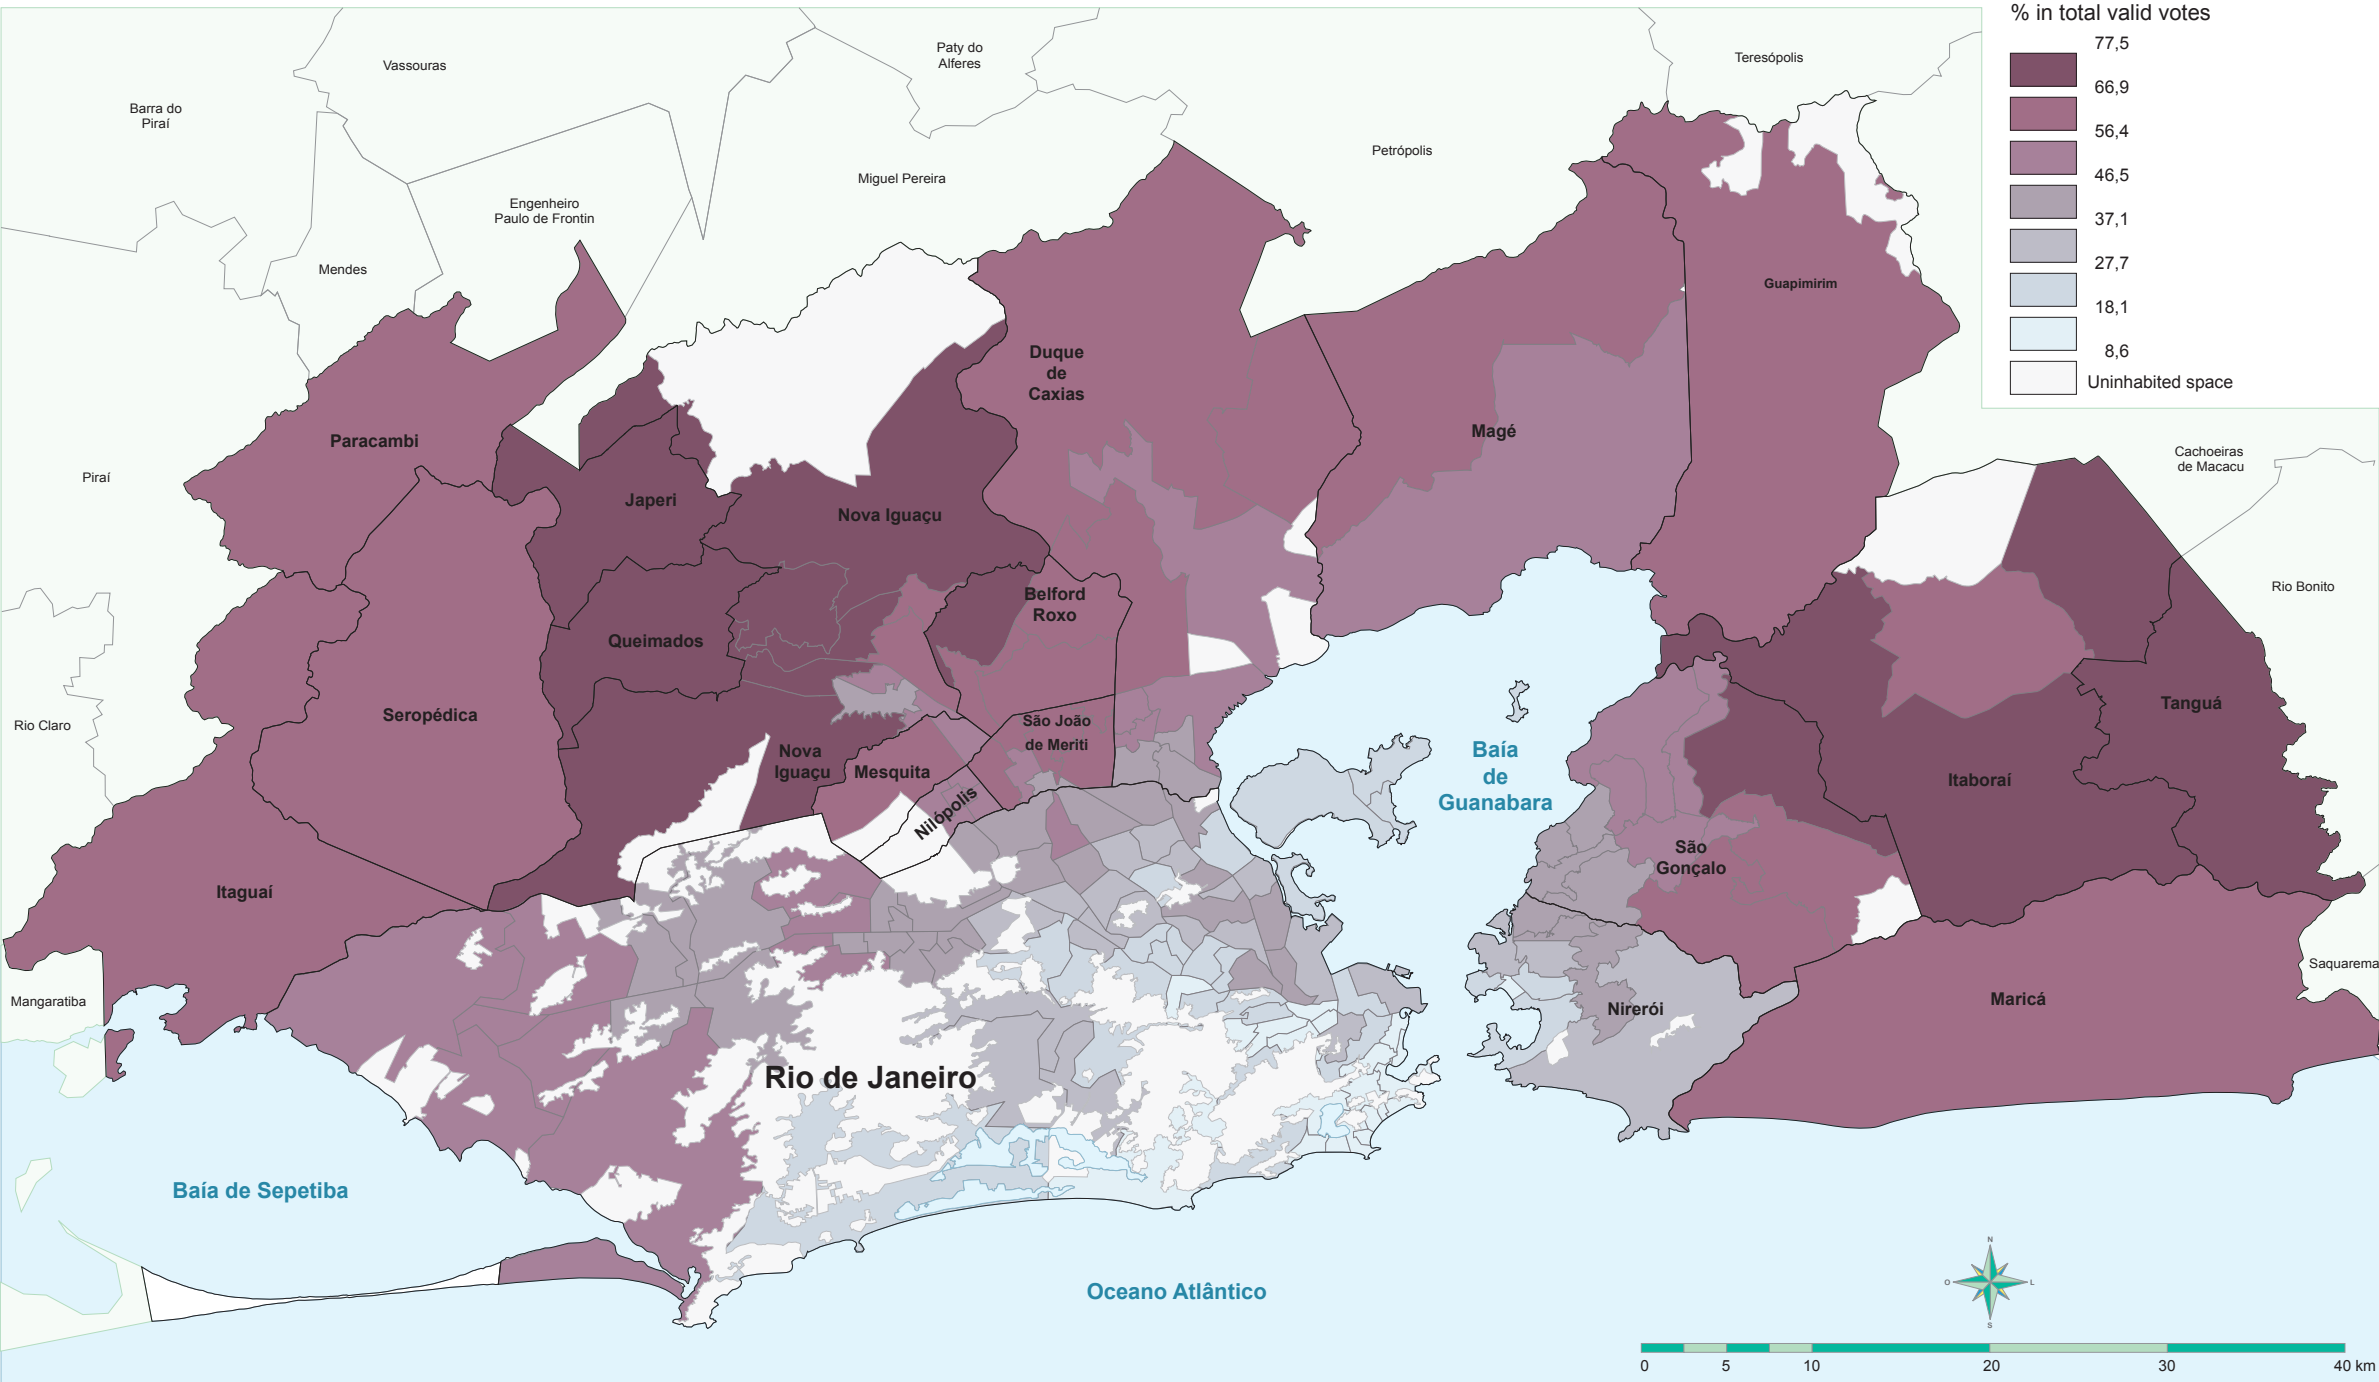 % in total valid votes
77,5
66,9
56,4
46,5
37,1
27,7
18,1
8,6
Uninhabited space
Vassouras
Paty do
Alferes
Teresópolis
Barra do
Piraí
Petrópolis
Miguel Pereira
Engenheiro
Paulo de Frontin
Mendes
Guapimirim
Duque
de
Caxias
Paracambi
Magé
Cachoeiras
de Macacu
Piraí
Japeri
Nova Iguaçu
Rio Bonito
Belford
Roxo
Queimados
Tanguá
Seropédica
Rio Claro
São João
de Meriti
Nova
Iguaçu
Mesquita
Baía
de
Guanabara
Itaboraí
Nilópolis
São
Gonçalo
Itaguaí
Saquarema
Mangaratiba
Maricá
Nirerói
Rio de Janeiro
Baía de Sepetiba
Oceano Atlântico
N
O
L
S
0
5
10
20
30
40 km